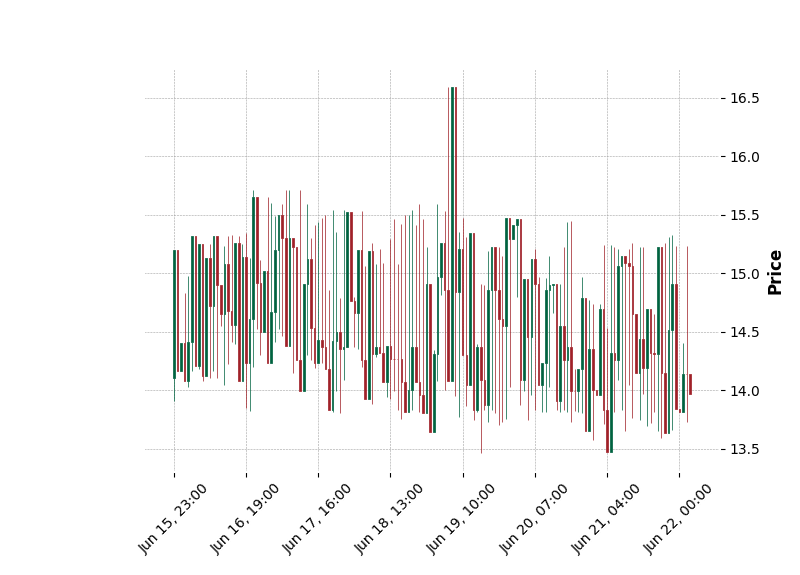 16.5
16.0
15.5
15.0
14.5
14.0
13.5
Price
Jun 15, 23:00
Jun 16, 19:00
Jun 17, 16:00
Jun 18, 13:00
Jun 19, 10:00
Jun 20, 07:00
Jun 21, 04:00
Jun 22, 00:00